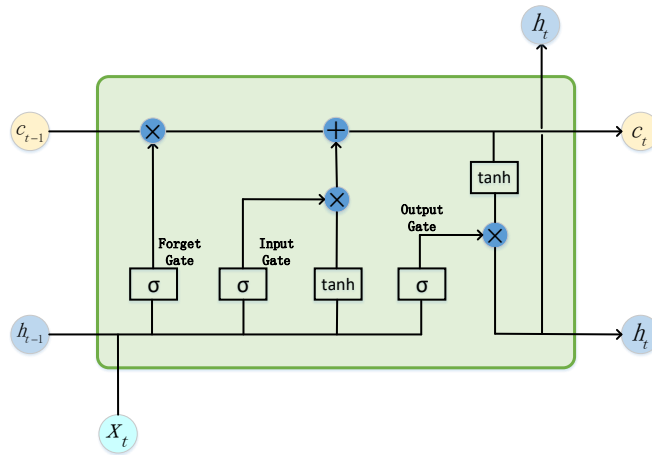 h_t
c_{t-1}
×
+
c_t
tanh
×
Output
Gate
×
Forget
Gate
Input
Gate
σ
σ
tanh
σ
h_{t-1}
h_t
X_t